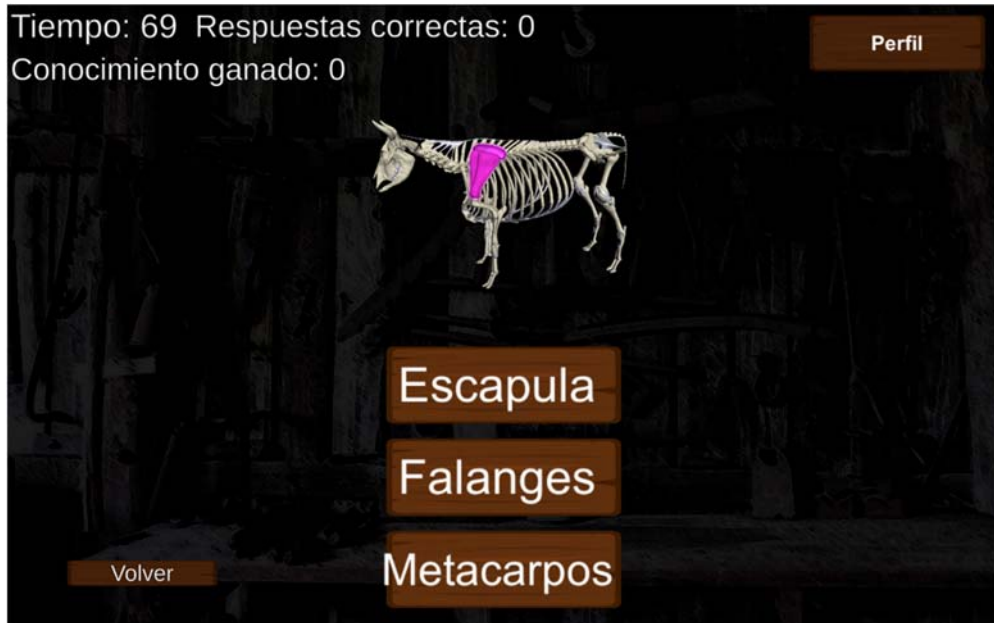 Tiempo: 69 Respuestas correctas: 0
Perfil
Conocimiento ganado: 0
Escapula
Falanges
Metacarpos
Volver